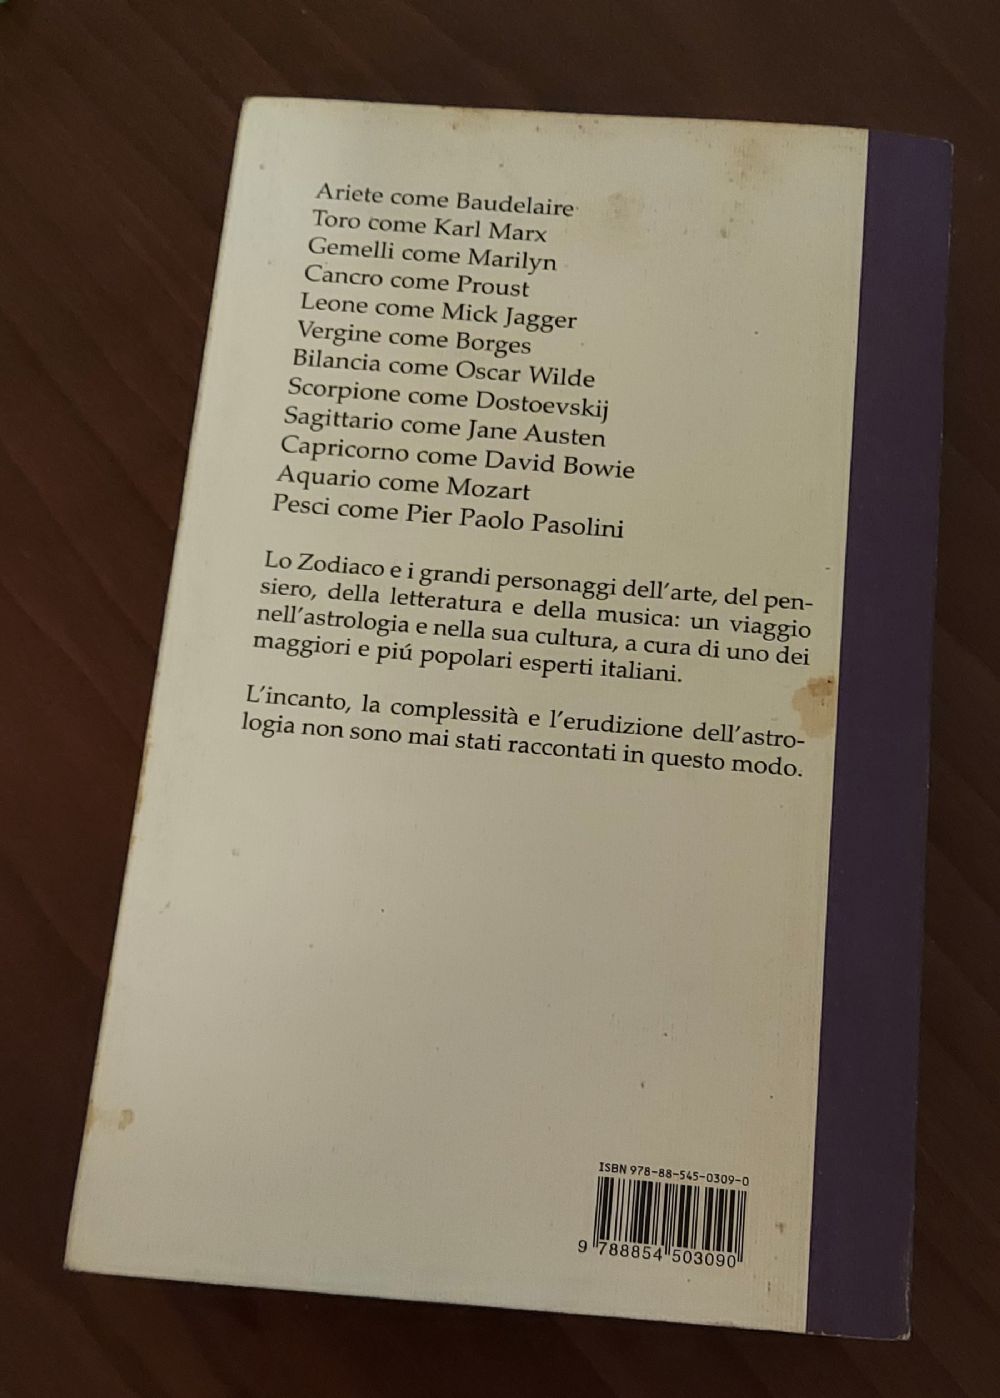 Ariete come Baudelaire
Toro come Karl Marx
Gemelli come Marilyn
Cancro come Proust
Leone come Mick Jagger
Vergine come Borges
Bilancia come Oscar Wilde
Scorpione come Dostoevskij
Sagittario come Jane Austen
Capricorno come David Bowie
Aquario come Mozart
Pesci come Pier Paolo Pasolini
Lo Zodiaco e i grandi personaggi dell'arte, del pen-
siero, della letteratura e della musica: un viaggio
nell'astrologia e nella sua cultura, a cura di uno dei
maggiori e piú popolari esperti italiani.
L'incanto, la complessità e l'erudizione dell'astro-
logia non sono mai stati raccontati in questo modo.
ISBN 978-88-545-0309-0
9 788854 503090